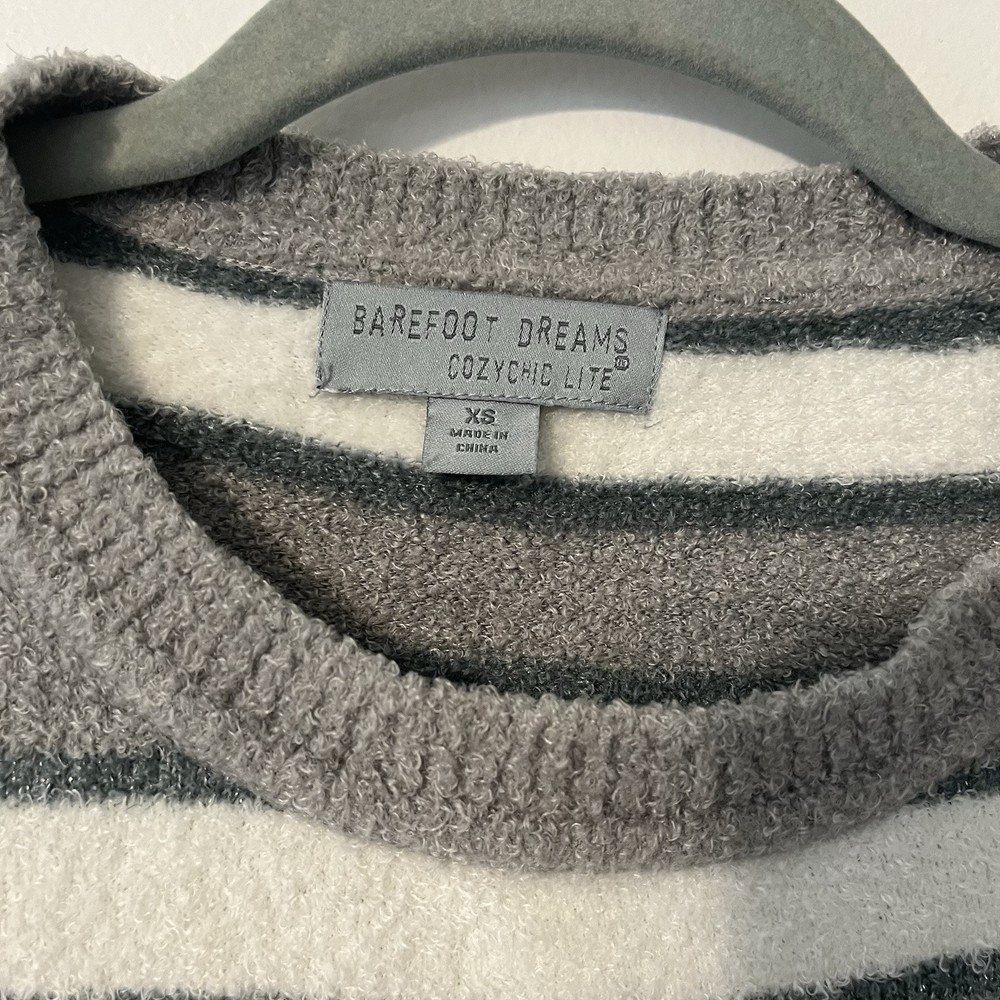 BAREFOOT DREAMS
COZYCHIC LITE®
XS
MADE IN
CHINA